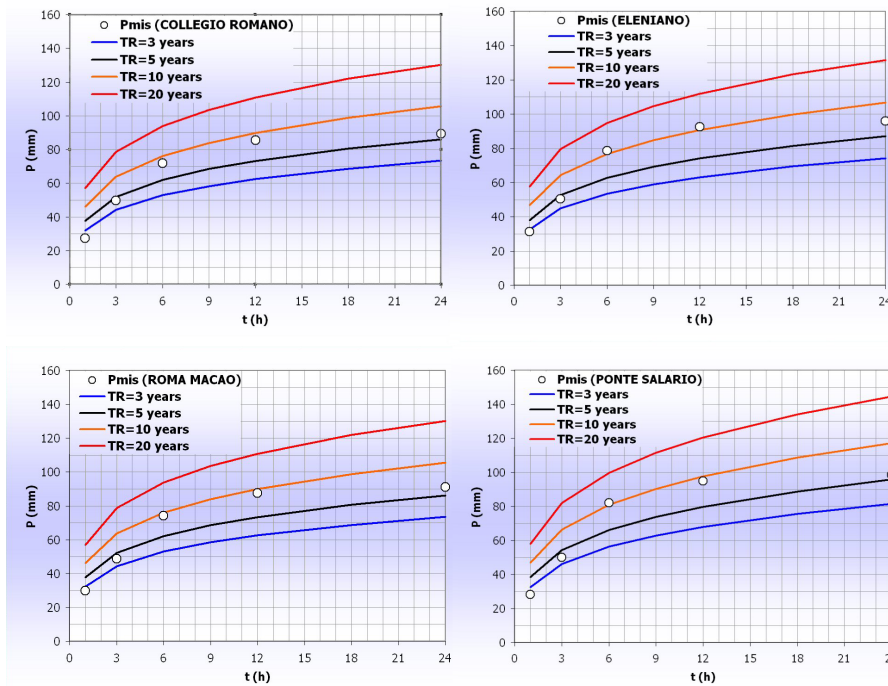 Pmis (COLLEGIO ROMANO)
TR=3 years
TR=5 years
TR=10 years
TR=20 years
P (mm)
160
140
120
100
80
60
40
20
0
0 3 6 9 12 15 18 21 24
t (h)
Pmis (ELENIANO)
TR=3 years
TR=5 years
TR=10 years
TR=20 years
P (mm)
160
140
120
100
80
60
40
20
0
0 3 6 9 12 15 18 21 24
t (h)
Pmis (ROMA MACAO)
TR=3 years
TR=5 years
TR=10 years
TR=20 years
P (mm)
160
140
120
100
80
60
40
20
0
0 3 6 9 12 15 18 21 24
t (h)
Pmis (PONTE SALARIO)
TR=3 years
TR=5 years
TR=10 years
TR=20 years
P (mm)
160
140
120
100
80
60
40
20
0
0 3 6 9 12 15 18 21 24
t (h)